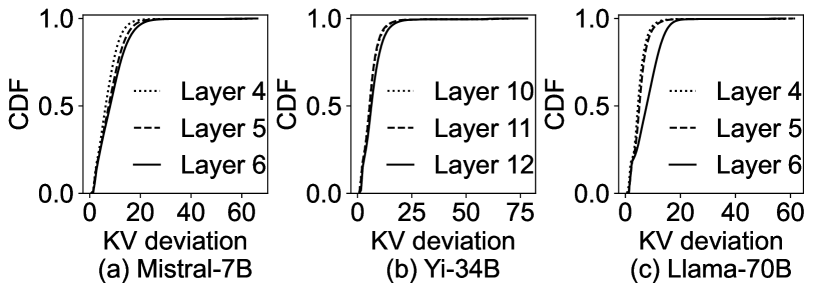 CDF
1.0
0.5
0.0
Layer 4
Layer 5
Layer 6
0 20 40 60
KV deviation
(a) Mistral-7B
CDF
1.0
0.5
0.0
Layer 10
Layer 11
Layer 12
0 25 50 75
KV deviation
(b) Yi-34B
CDF
1.0
0.5
0.0
Layer 4
Layer 5
Layer 6
0 20 40 60
KV deviation
(c) Llama-70B